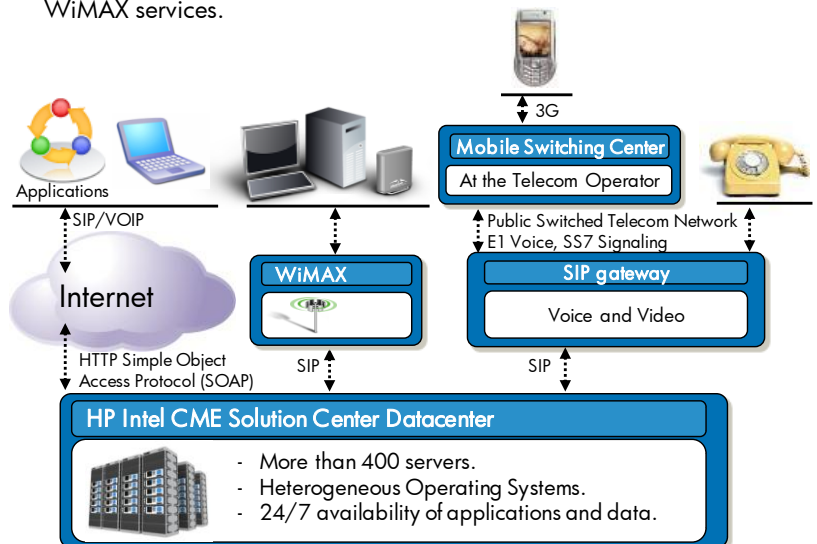 WiMAX services.
3G
Mobile Switching Center
At the Telecom Operator
Applications
SIP/VOIP
Public Switched Telecom Network
E1 Voice, SS7 Signaling
Internet
WiMAX
SIP gateway
Voice and Video
HTTP Simple Object
Access Protocol (SOAP)
SIP
SIP
HP Intel CME Solution Center Datacenter
- More than 400 servers.
- Heterogeneous Operating Systems.
- 24/7 availability of applications and data.